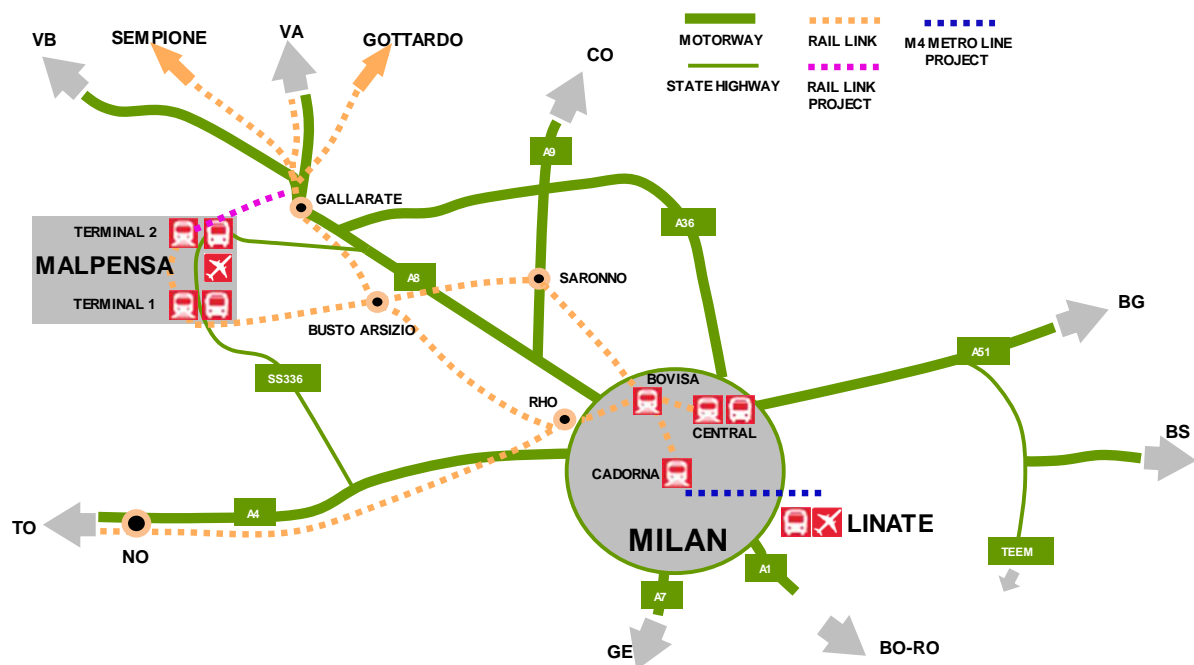 VB
SEMPIONE
VA
GOTTARDO
CO
MOTORWAY
RAIL LINK
M4 METRO LINE
PROJECT
STATE HIGHWAY
RAIL LINK
PROJECT
A9
GALLARATE
A36
TERMINAL 2
MALPENSA
TERMINAL 1
A8
SARONNO
BUSTO ARSIZIO
BG
A51
SS336
BOVISA
RHO
CENTRAL
BS
CADORNA
A4
TO
NO
LINATE
MILAN
TEEM
A1
A7
GE
BO-RO